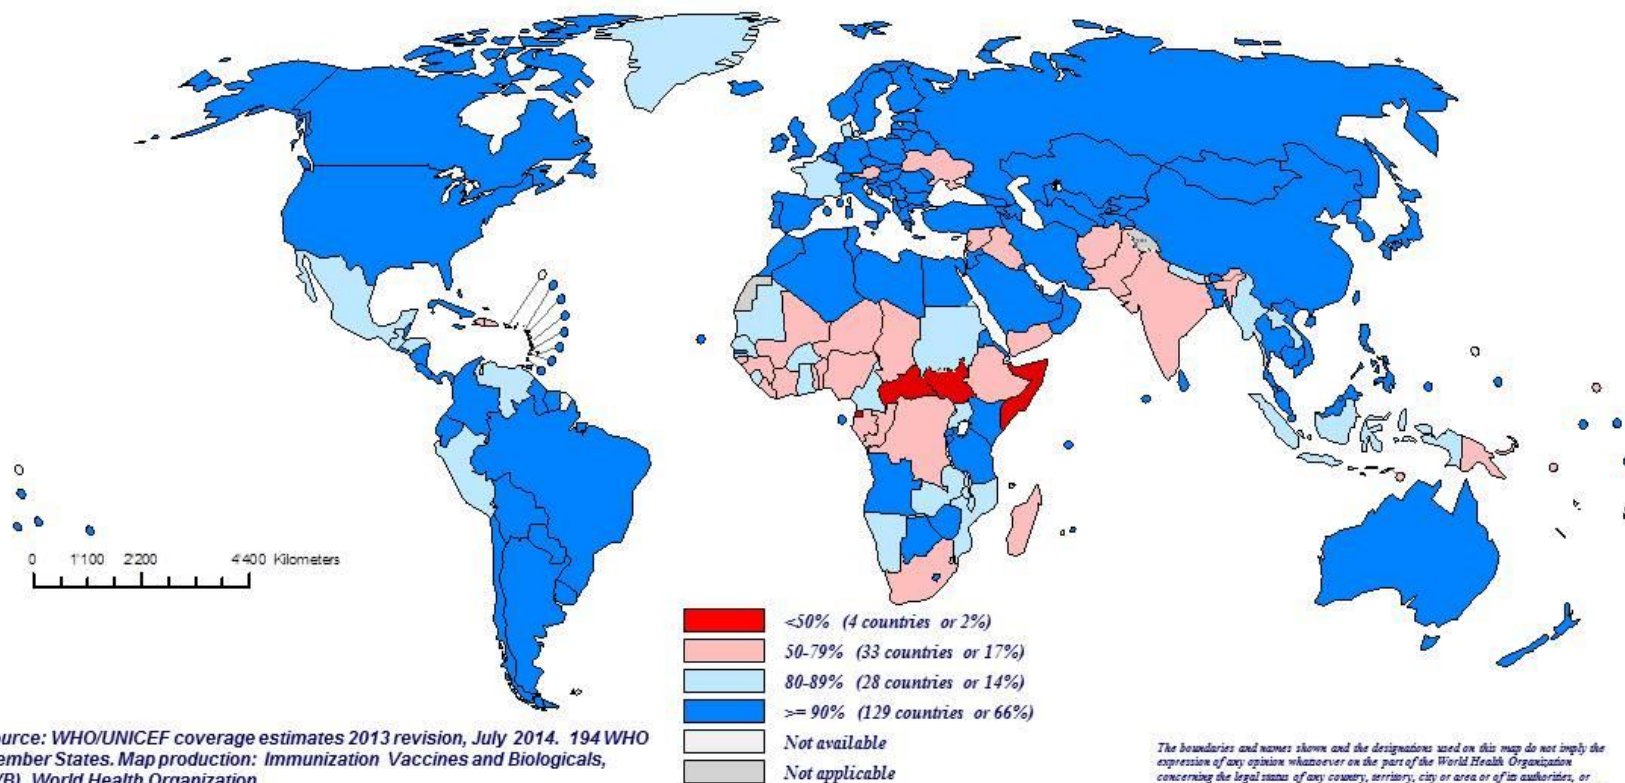 0 1'100 2'200 4'400 Kilometers
<50% (4 countries or 2%)
50-79% (33 countries or 17%)
80-89% (28 countries or 14%)
>= 90% (129 countries or 66%)
Not available
Not applicable
urce: WHO/UNICEF coverage estimates 2013 revision, July 2014. 194 WHO
ember States. Map production: Immunization Vaccines and Biologicals,
VB). World Health Organization
The boundaries and names shown and the designations used on this map do not imply the
expression of any opinion whatsoever on the part of the World Health Organization
concerning the legal status of any country, territory, city or area or of its authorities, or